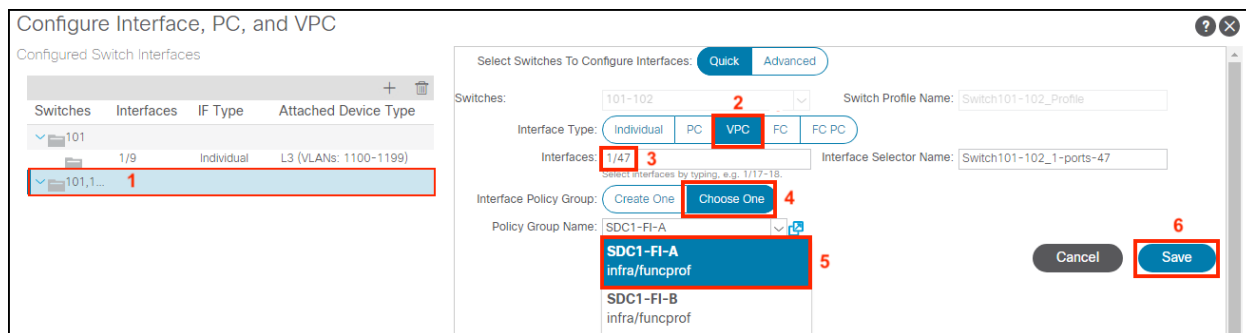 Configure Interface, PC, and VPC
Configured Switch Interfaces
Switches Interfaces IF Type Attached Device Type
101
1/9 Individual L3 (VLANs: 1100-1199)
101,1... 1
Select Switches To Configure Interfaces: Quick Advanced
Switches: 101-102 Switch Profile Name: Switch101-102_Profile
2
Interface Type: Individual PC VPC FC FC PC
Interfaces: 1/47 3 Interface Selector Name: Switch101-102_1-ports-47
Select interfaces by typing, e.g. 1/17-18.
Interface Policy Group: Create One Choose One 4
Policy Group Name: SDC1-FI-A
SDC1-FI-A
infra/funcprof 5
SDC1-FI-B
infra/funcprof
6
Cancel Save